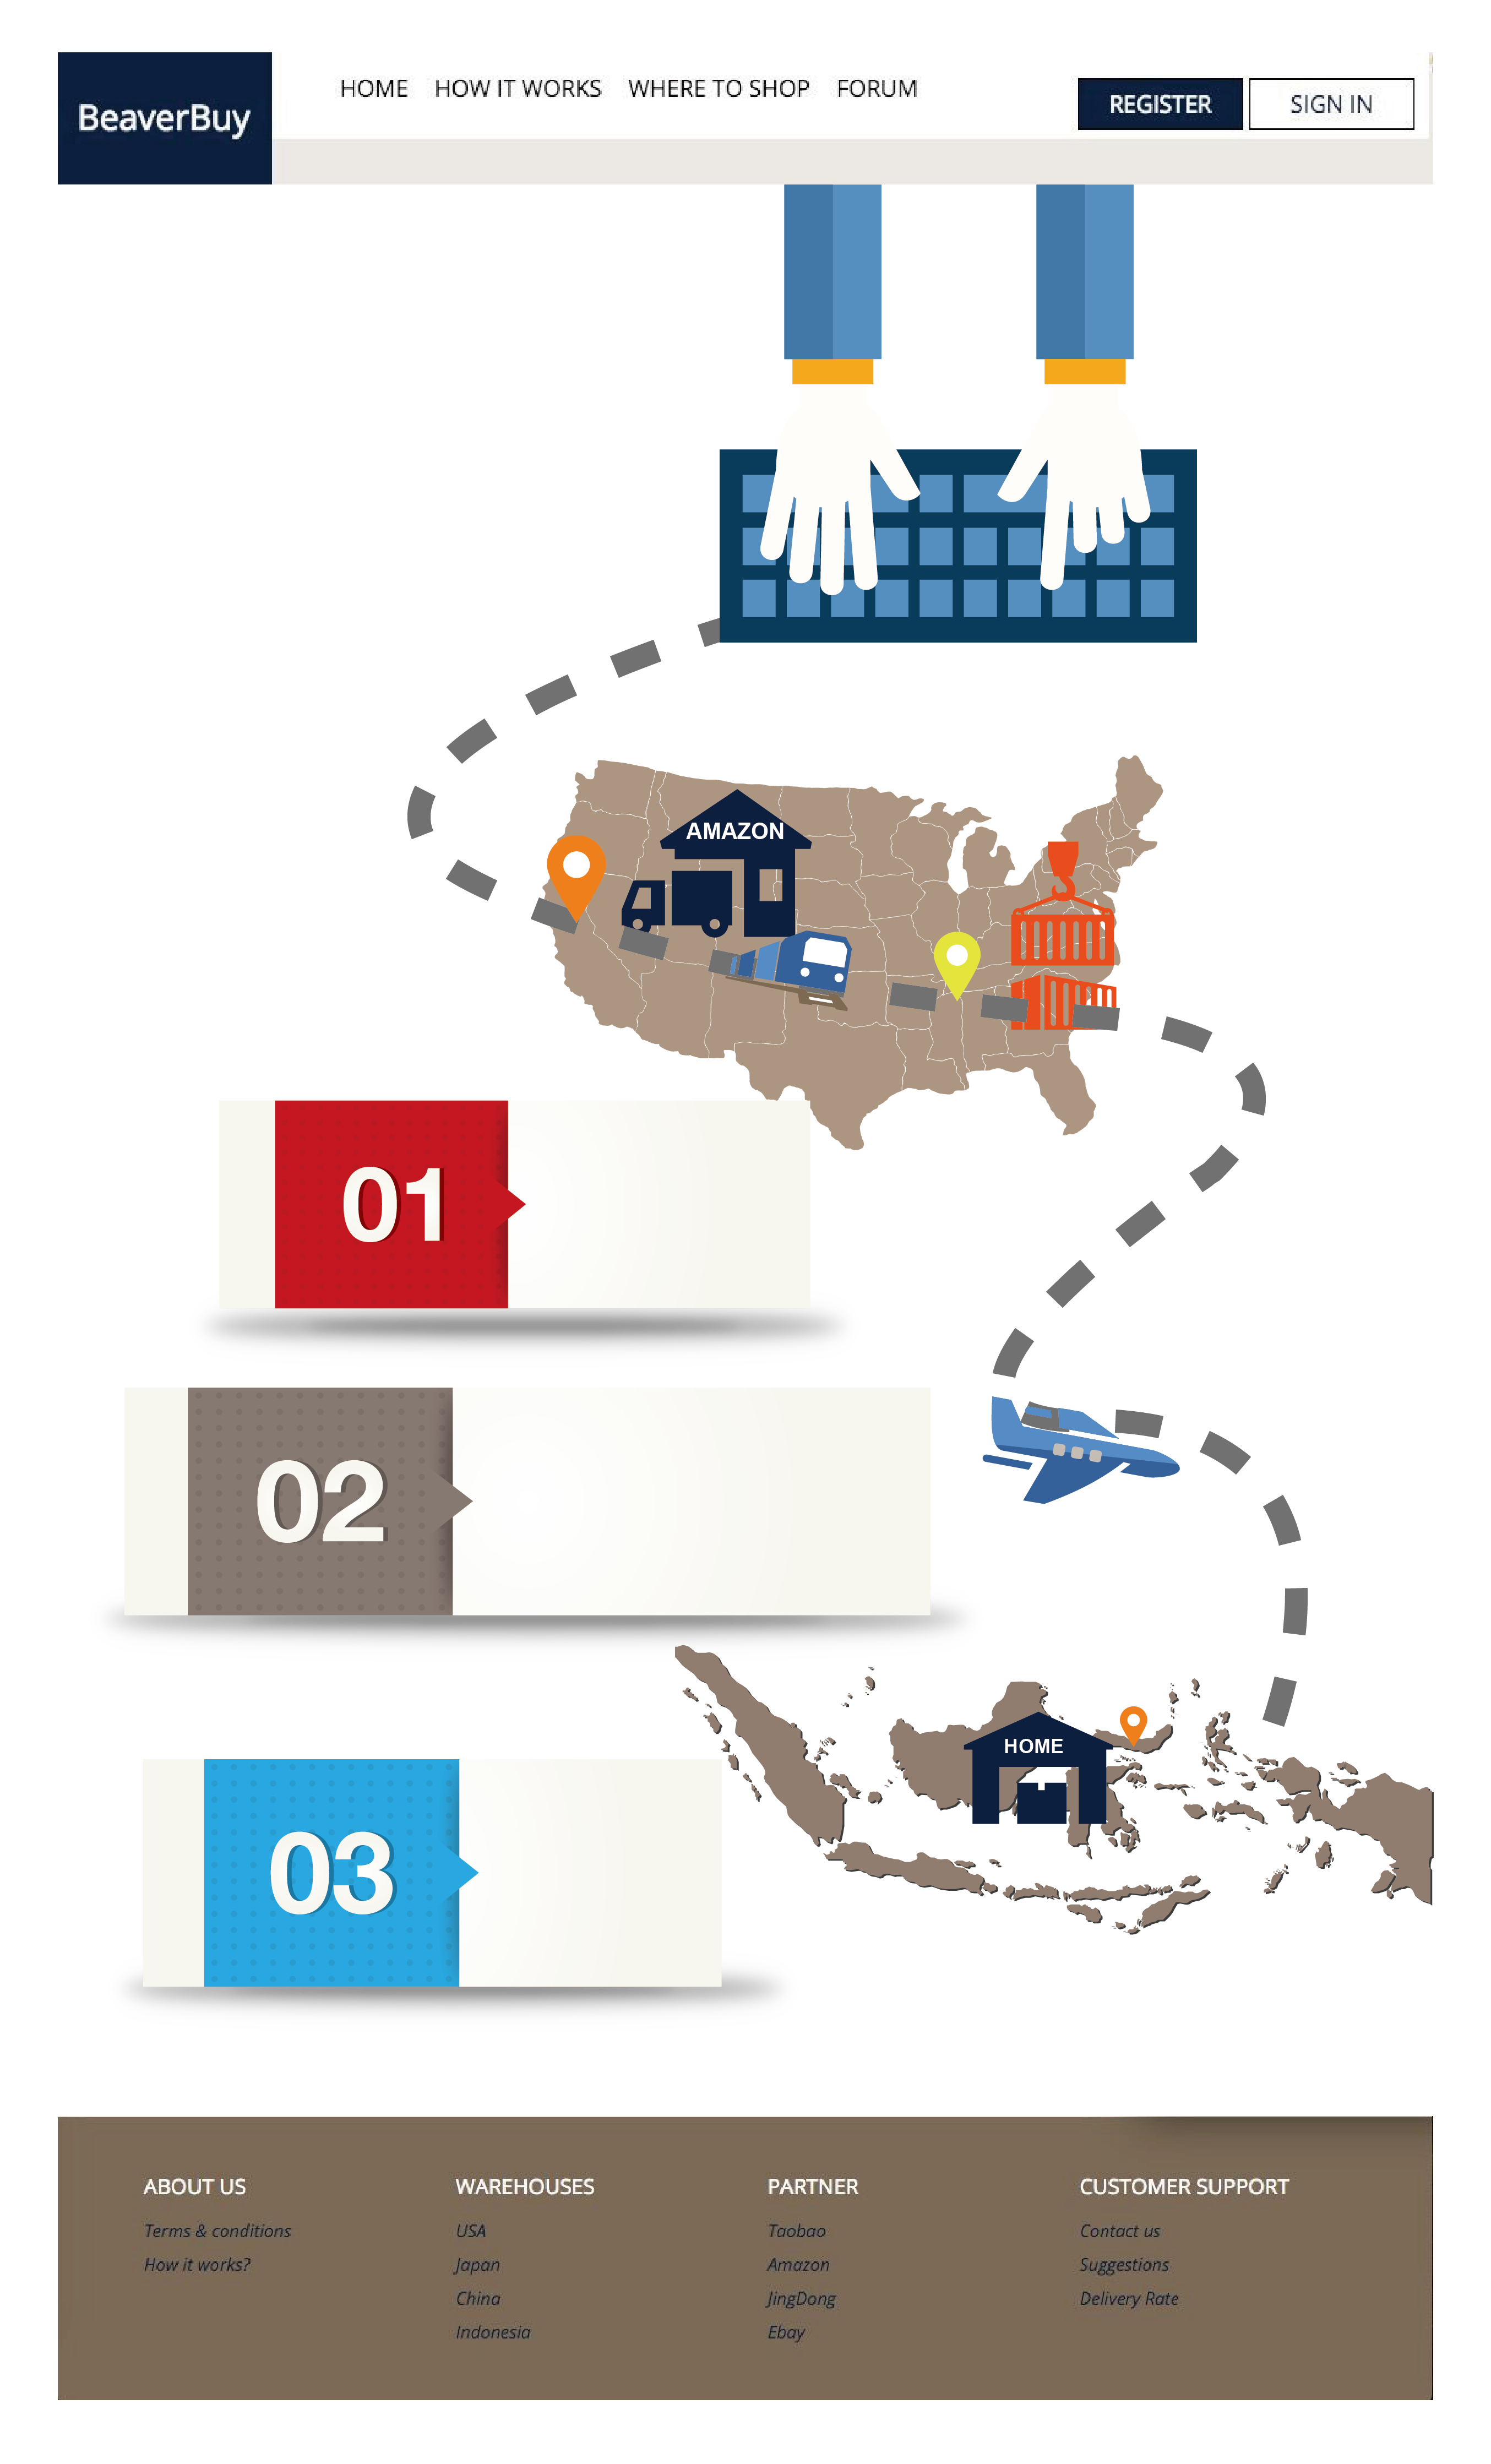 BeaverBuy
HOME HOW IT WORKS WHERE TO SHOP FORUM
REGISTER SIGN IN
AMAZON
01
02
HOME
03
ABOUT US
Terms & conditions
How it works?
WAREHOUSES
USA
Japan
China
Indonesia
PARTNER
Taobao
Amazon
JingDong
Ebay
CUSTOMER SUPPORT
Contact us
Suggestions
Delivery Rate